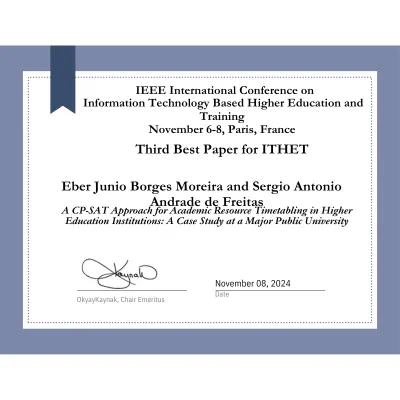 IEEE International Conference on
Information Technology Based Higher Education and
Training
November 6-8, Paris, France
Third Best Paper for ITHET
Eber Junio Borges Moreira and Sergio Antonio
Andrade de Freitas
A CP-SAT Approach for Academic Resource Timetabling in Higher
Education Institutions: A Case Study at a Major Public University
Kaynak
November 08, 2024
OkyayKaynak, Chair Emeritus
Date